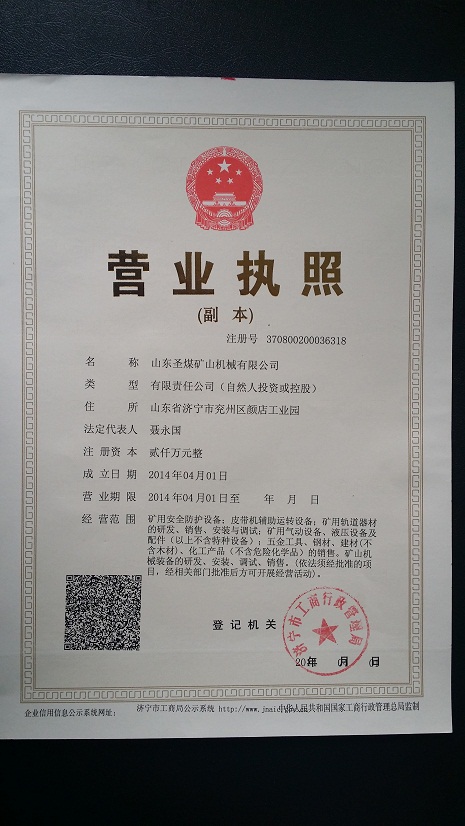 营业执照
(副 本)
注册号 370800200036318
名 称 山东圣煤矿山机械有限公司
类 型 有限责任公司（自然人投资或控股）
住 所 山东省济宁市兖州区颜店工业园
法定代表人 聂永国
注册资本 贰仟万元整
成立日期 2014年04月01日
营业期限 2014年04月01日至 年 月 日
经营范围 矿用安全防护设备；皮带机辅助运转设备；矿用轨道器材
的研发、销售、安装与调试；矿用气动设备、液压设备及
配件（以上不含特种设备）；五金工具、钢材、建材(不
含木材)、化工产品（不含危险化学品）的销售。矿山机
械装备的研发、安装、调试、销售。(依法须经批准的项
目，经相关部门批准后方可开展经营活动)。
登记机关
济宁市工商行政管理局
年 月 日
企业信用信息公示系统网址：
济宁市工商局公示系统 http://www.jnaic.
中华人民共和国国家工商行政管理总局监制